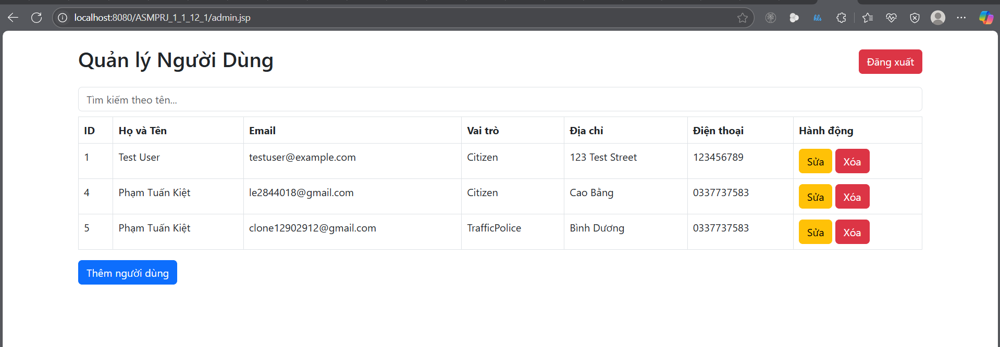 localhost:8080/ASMPRJ_1_1_12_1/admin.jsp
hls
Quản lý Người Dùng
Đăng xuất
Tìm kiếm theo tên...
ID Họ và Tên Email Vai trò Địa chỉ Điện thoại Hành động
1 Test User testuser@example.com Citizen 123 Test Street 123456789 Sửa Xóa
4 Phạm Tuấn Kiệt le2844018@gmail.com Citizen Cao Bằng 0337737583 Sửa Xóa
5 Phạm Tuấn Kiệt clone12902912@gmail.com TrafficPolice Bình Dương 0337737583 Sửa Xóa
Thêm người dùng